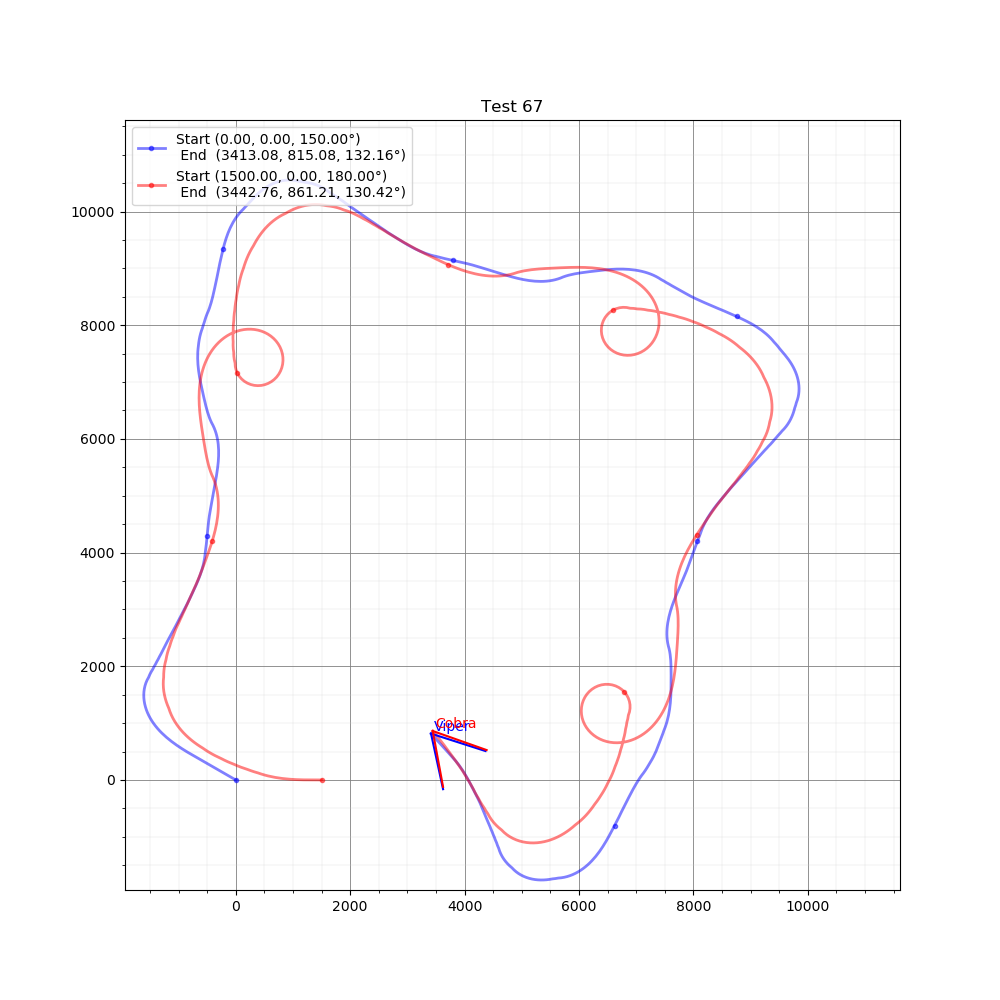 Test 67
Start (0.00, 0.00, 150.00°)
End (3413.08, 815.08, 132.16°)
Start (1500.00, 0.00, 180.00°)
End (3442.76, 861.21, 130.42°)
10000
8000
6000
4000
2000
0
Cobra
Viper
0 2000 4000 6000 8000 10000